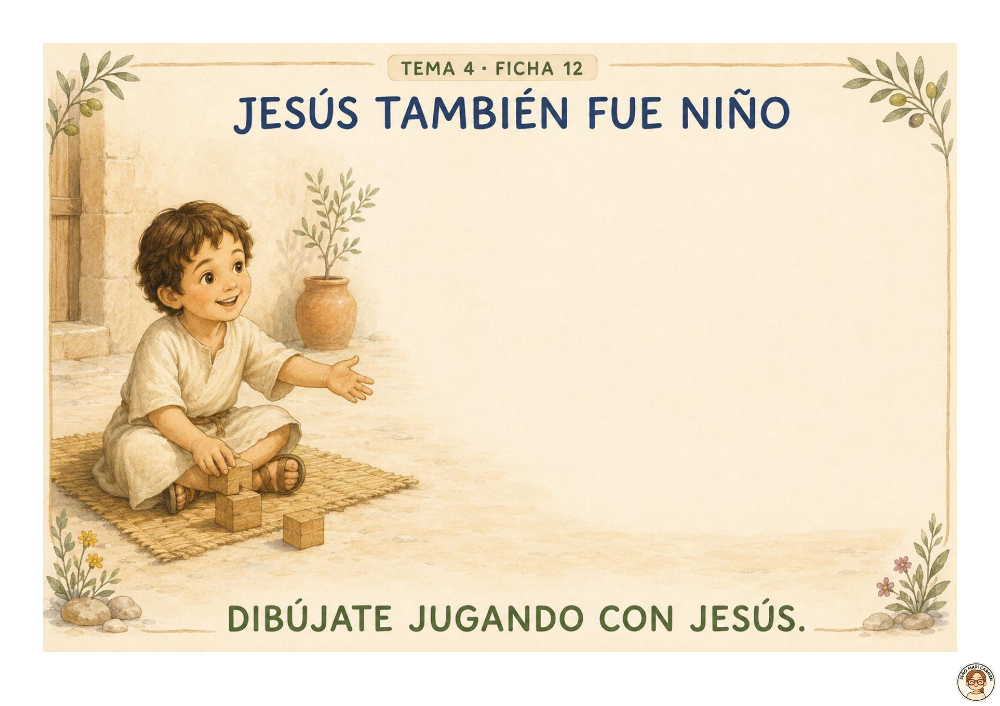 TEMA 4 · FICHA 12
JESÚS TAMBIÉN FUE NIÑO
DIBÚJATE JUGANDO CON JESÚS.
SEÑO MARI CARMEN